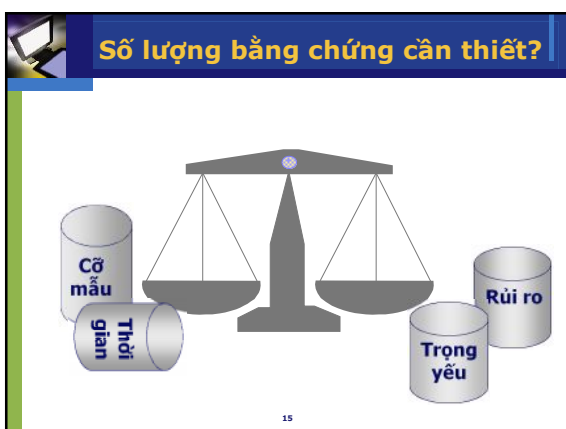 Số lượng bằng chứng cần thiết?
Cỡ
mẫu
Thời
gian
Rủi ro
Trọng
yếu
15